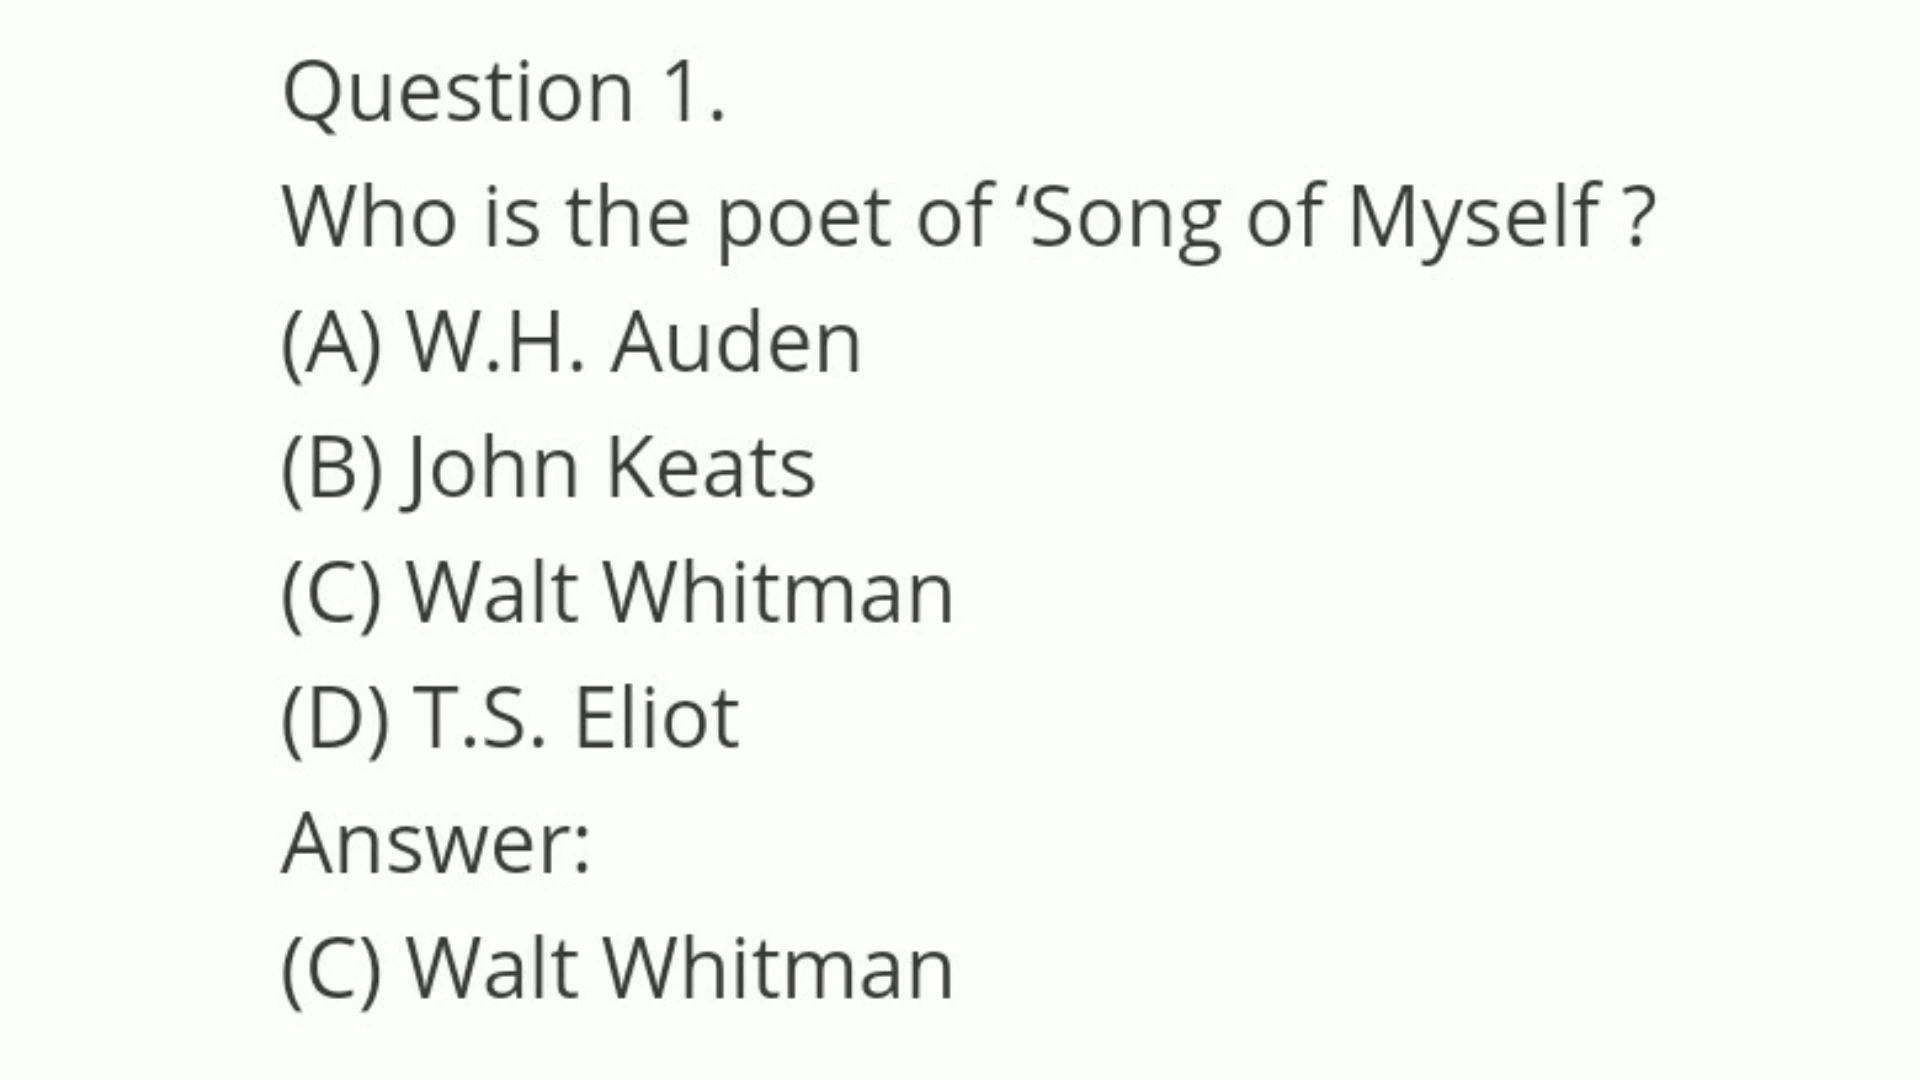 Question 1.
Who is the poet of ‘Song of Myself ?
(A) W.H. Auden
(B) John Keats
(C) Walt Whitman
(D) T.S. Eliot
Answer:
(C) Walt Whitman